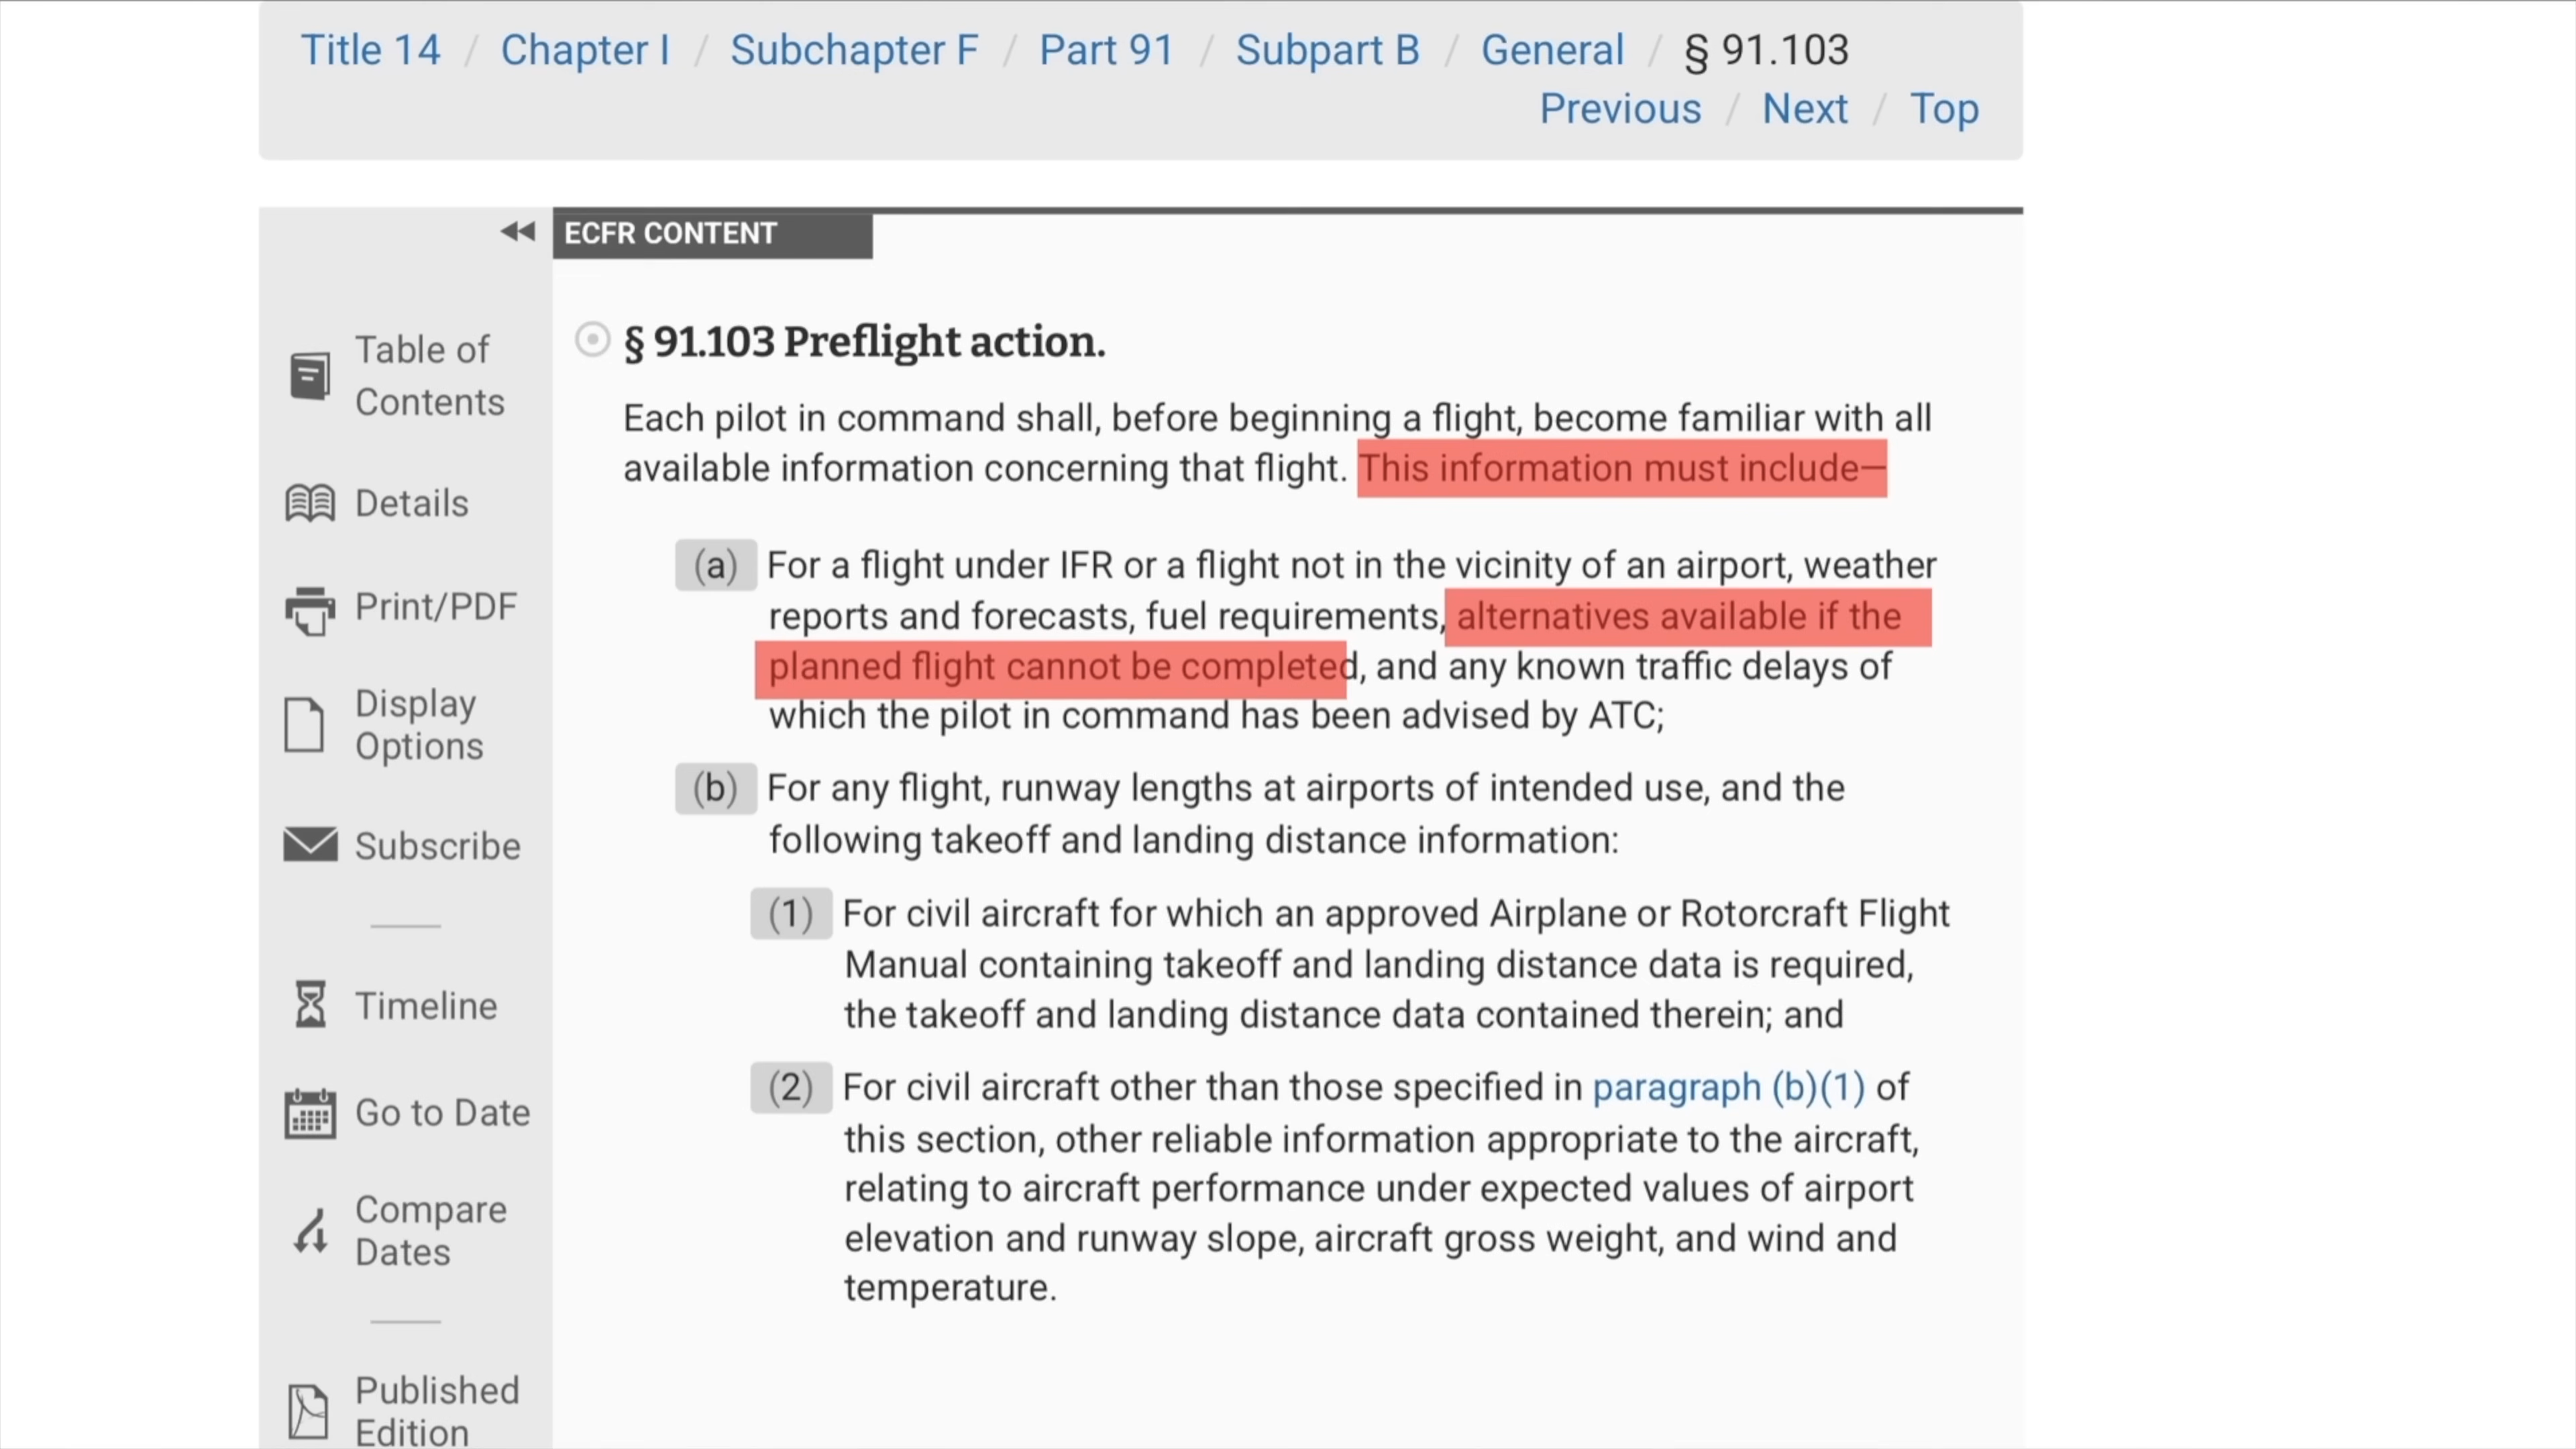 Title 14 / Chapter I / Subchapter F / Part 91 / Subpart B / General / § 91.103
Previous / Next / Top
ECFR CONTENT
Table of
Contents
Details
Print/PDF
Display
Options
Subscribe
Timeline
Go to Date
Compare
Dates
Published
Edition
§ 91.103 Preflight action.
Each pilot in command shall, before beginning a flight, become familiar with all
available information concerning that flight. This information must include—
(a) For a flight under IFR or a flight not in the vicinity of an airport, weather
reports and forecasts, fuel requirements, alternatives available if the
planned flight cannot be completed, and any known traffic delays of
which the pilot in command has been advised by ATC;
(b) For any flight, runway lengths at airports of intended use, and the
following takeoff and landing distance information:
(1) For civil aircraft for which an approved Airplane or Rotorcraft Flight
Manual containing takeoff and landing distance data is required,
the takeoff and landing distance data contained therein; and
(2) For civil aircraft other than those specified in paragraph (b)(1) of
this section, other reliable information appropriate to the aircraft,
relating to aircraft performance under expected values of airport
elevation and runway slope, aircraft gross weight, and wind and
temperature.